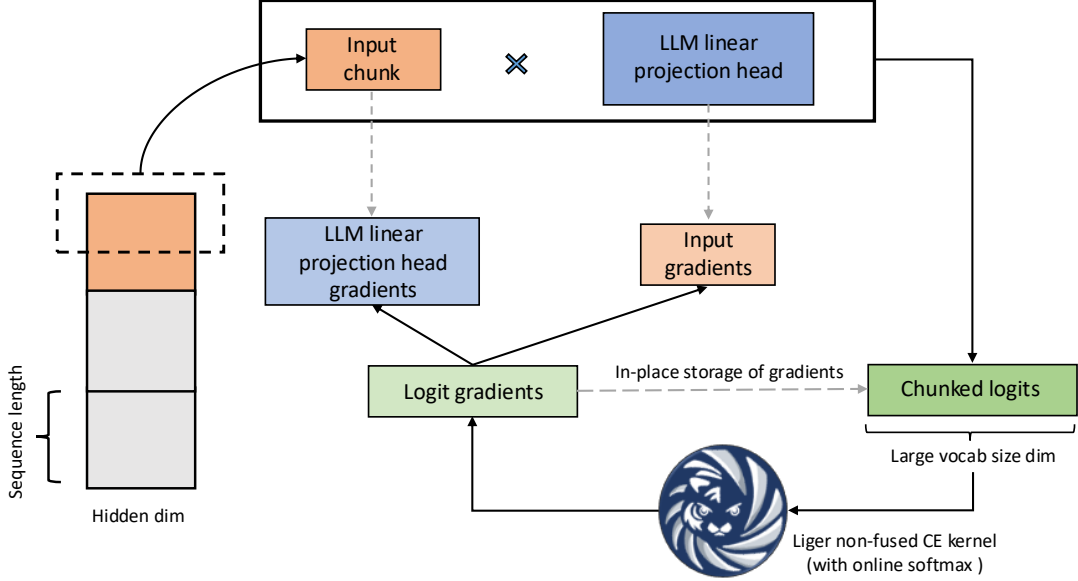 Input
chunk
LLM linear
projection head
LLM linear
projection head
gradients
Input
gradients
Logit gradients
In-place storage of gradients
Chunked logits
Large vocab size dim
Sequence length
Hidden dim
Liger non-fused CE kernel
(with online softmax )